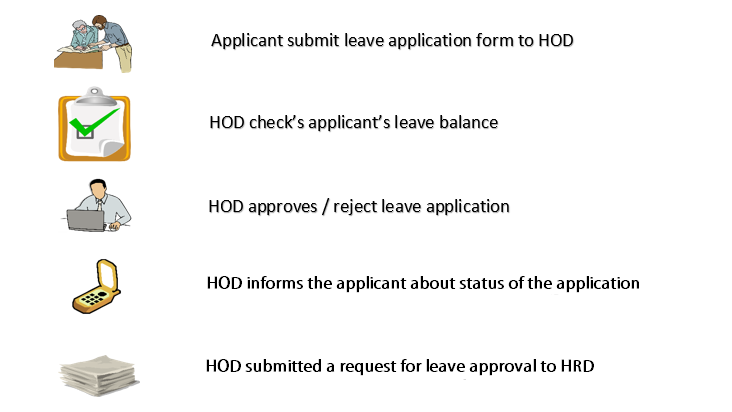 Applicant submit leave application form to HOD
HOD check's applicant's leave balance
HOD approves / reject leave application
HOD informs the applicant about status of the application
HOD submitted a request for leave approval to HRD